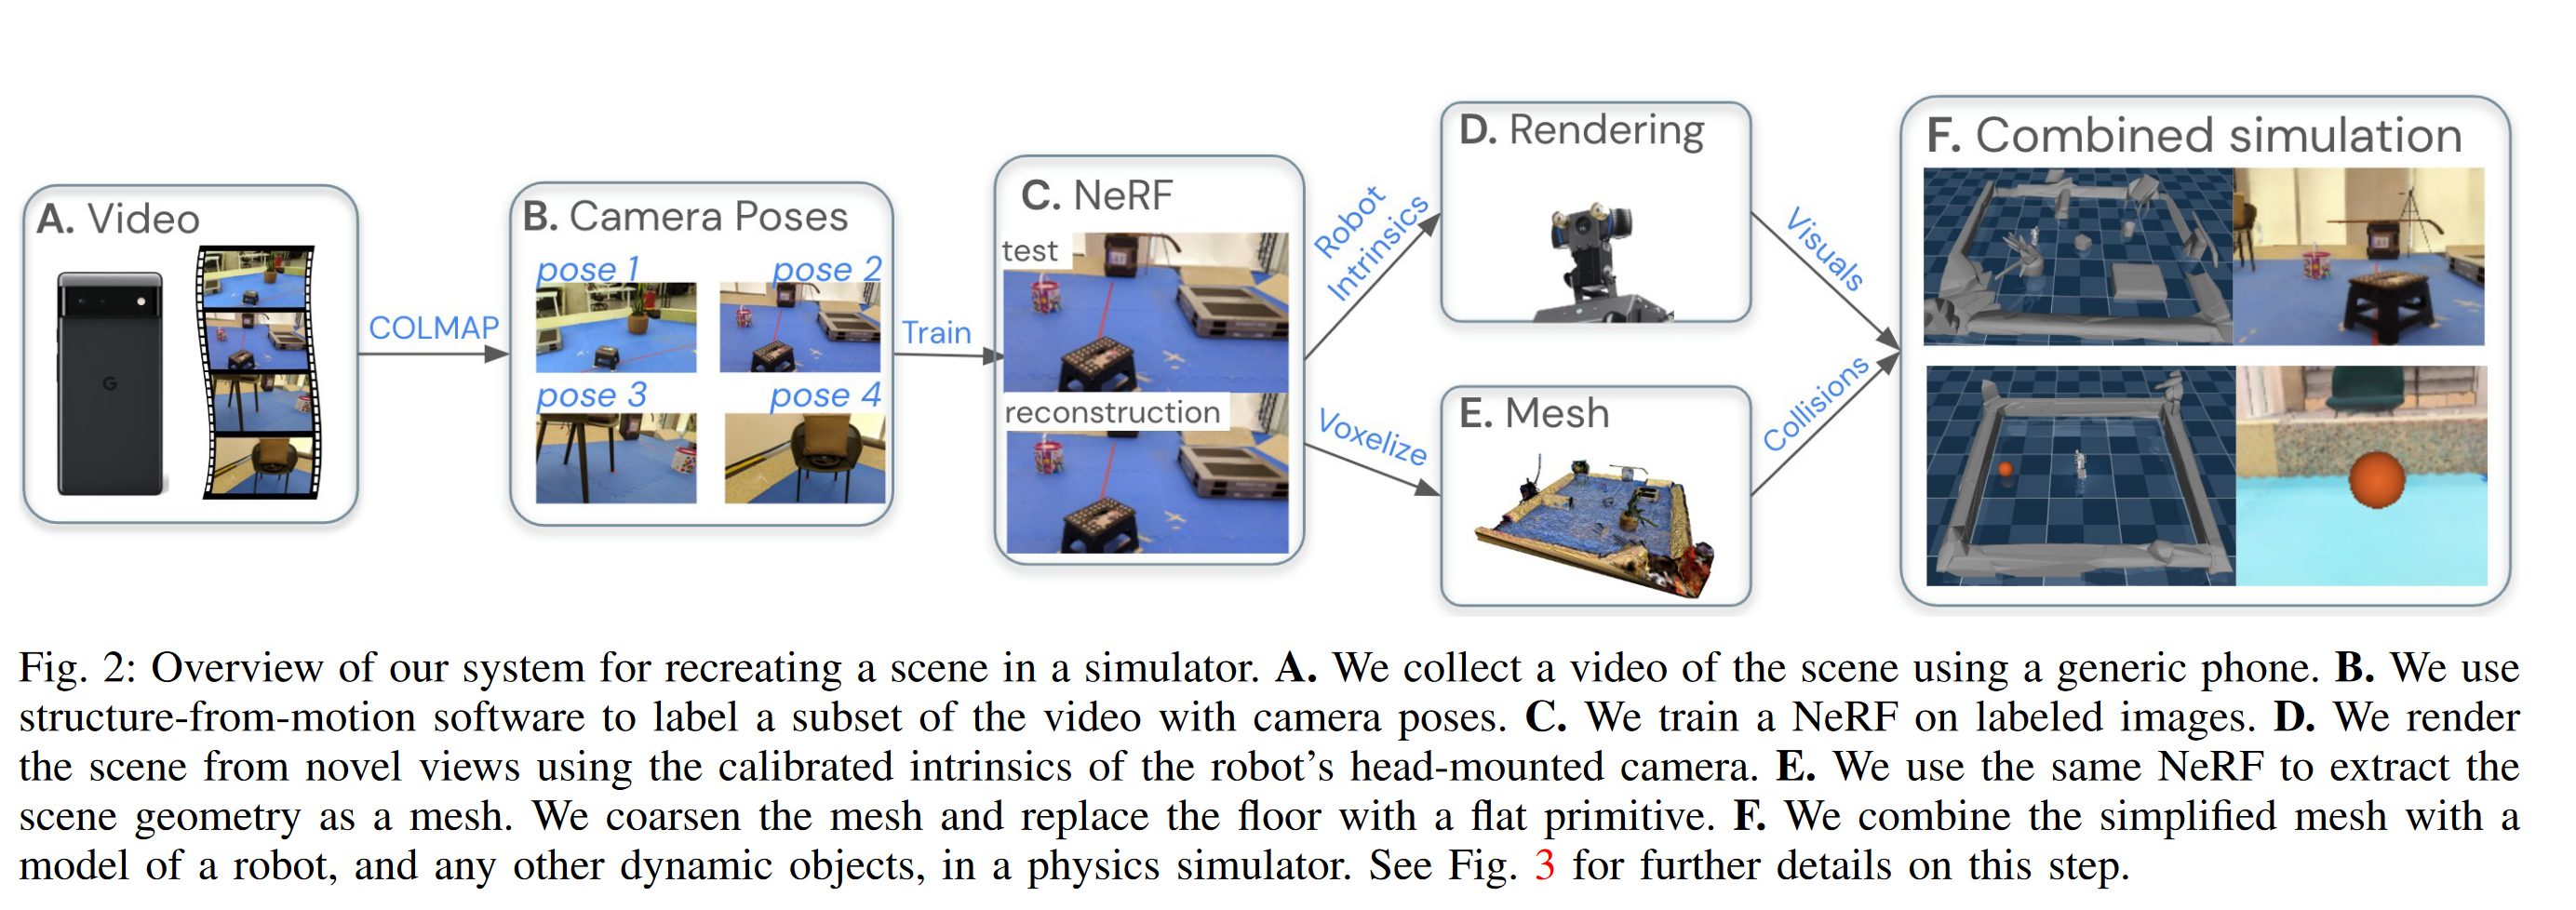 A. Video
COLMAP
B. Camera Poses
pose 1
pose 2
pose 3
pose 4
Train
C. NeRF
test
reconstruction
Robot
Intrinsics
Voxelize
D. Rendering
E. Mesh
Visuals
Collisions
F. Combined simulation
G
Fig. 2: Overview of our system for recreating a scene in a simulator. A. We collect a video of the scene using a generic phone. B. We use
structure-from-motion software to label a subset of the video with camera poses. C. We train a NeRF on labeled images. D. We render
the scene from novel views using the calibrated intrinsics of the robot's head-mounted camera. E. We use the same NeRF to extract the
scene geometry as a mesh. We coarsen the mesh and replace the floor with a flat primitive. F. We combine the simplified mesh with a
model of a robot, and any other dynamic objects, in a physics simulator. See Fig. 3 for further details on this step.